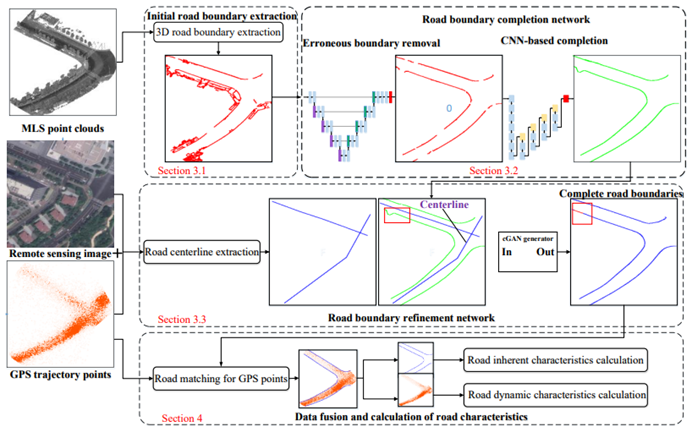 Initial road boundary extraction
3D road boundary extraction
Section 3.1
MLS point clouds
Road boundary completion network
Erroneous boundary removal
CNN-based completion
Section 3.2
Remote sensing image
GPS trajectory points
Road centerline extraction
Centerline
cGAN generator
In Out
Complete road boundaries
Section 3.3
Road boundary refinement network
Road matching for GPS points
Road inherent characteristics calculation
Road dynamic characteristics calculation
Section 4
Data fusion and calculation of road characteristics